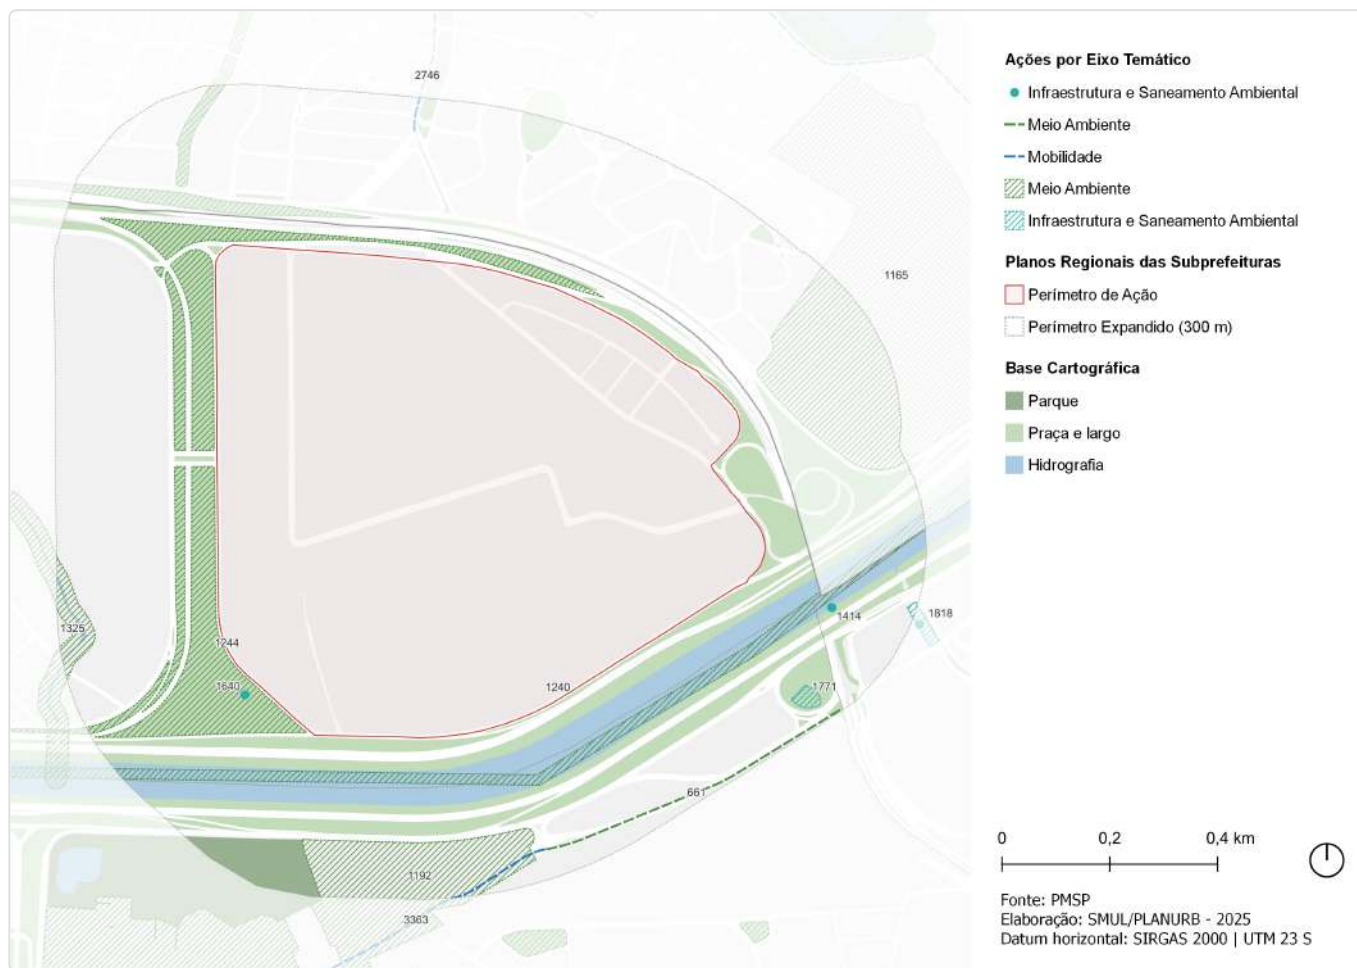 2746
1165
1325
1244
1640
1240
1414
1818
1771
661
1192
3363
Ações por Eixo Temático
Infraestrutura e Saneamento Ambiental
Meio Ambiente
Mobilidade
Meio Ambiente
Infraestrutura e Saneamento Ambiental
Planos Regionais das Subprefeituras
Perímetro de Ação
Perímetro Expandido (300 m)
Base Cartográfica
Parque
Praça e largo
Hidrografia
0 0,2 0,4 km
Fonte: PMSP
Elaboração: SMUL/PLANURB - 2025
Datum horizontal: SIRGAS 2000 | UTM 23 S